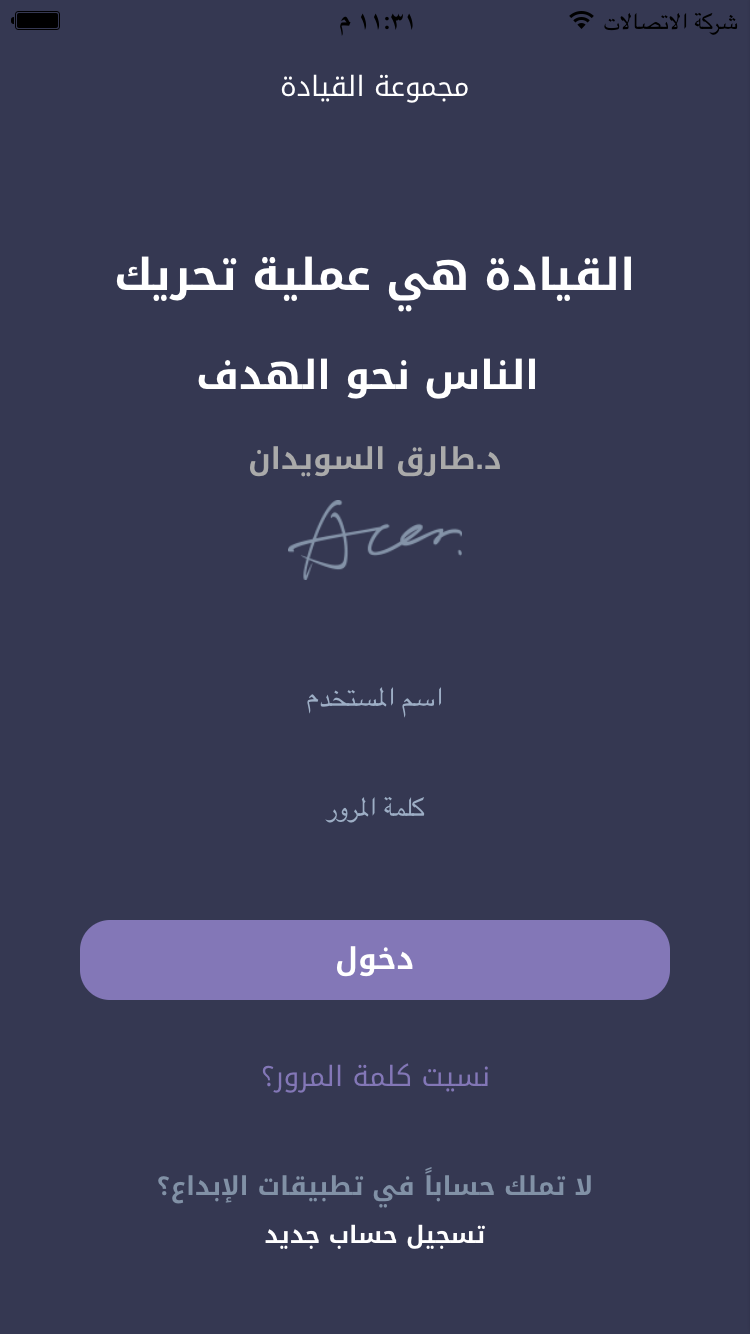 شركة الاتصالات ١١:٣١ م
مجموعة القيادة
القيادة هي عملية تحريك
الناس نحو الهدف
د.طارق السويدان
Acer.
اسم المستخدم
كلمة المرور
دخول
نسيت كلمة المرور؟
لا تملك حساباً في تطبيقات الإبداع؟
تسجيل حساب جديد